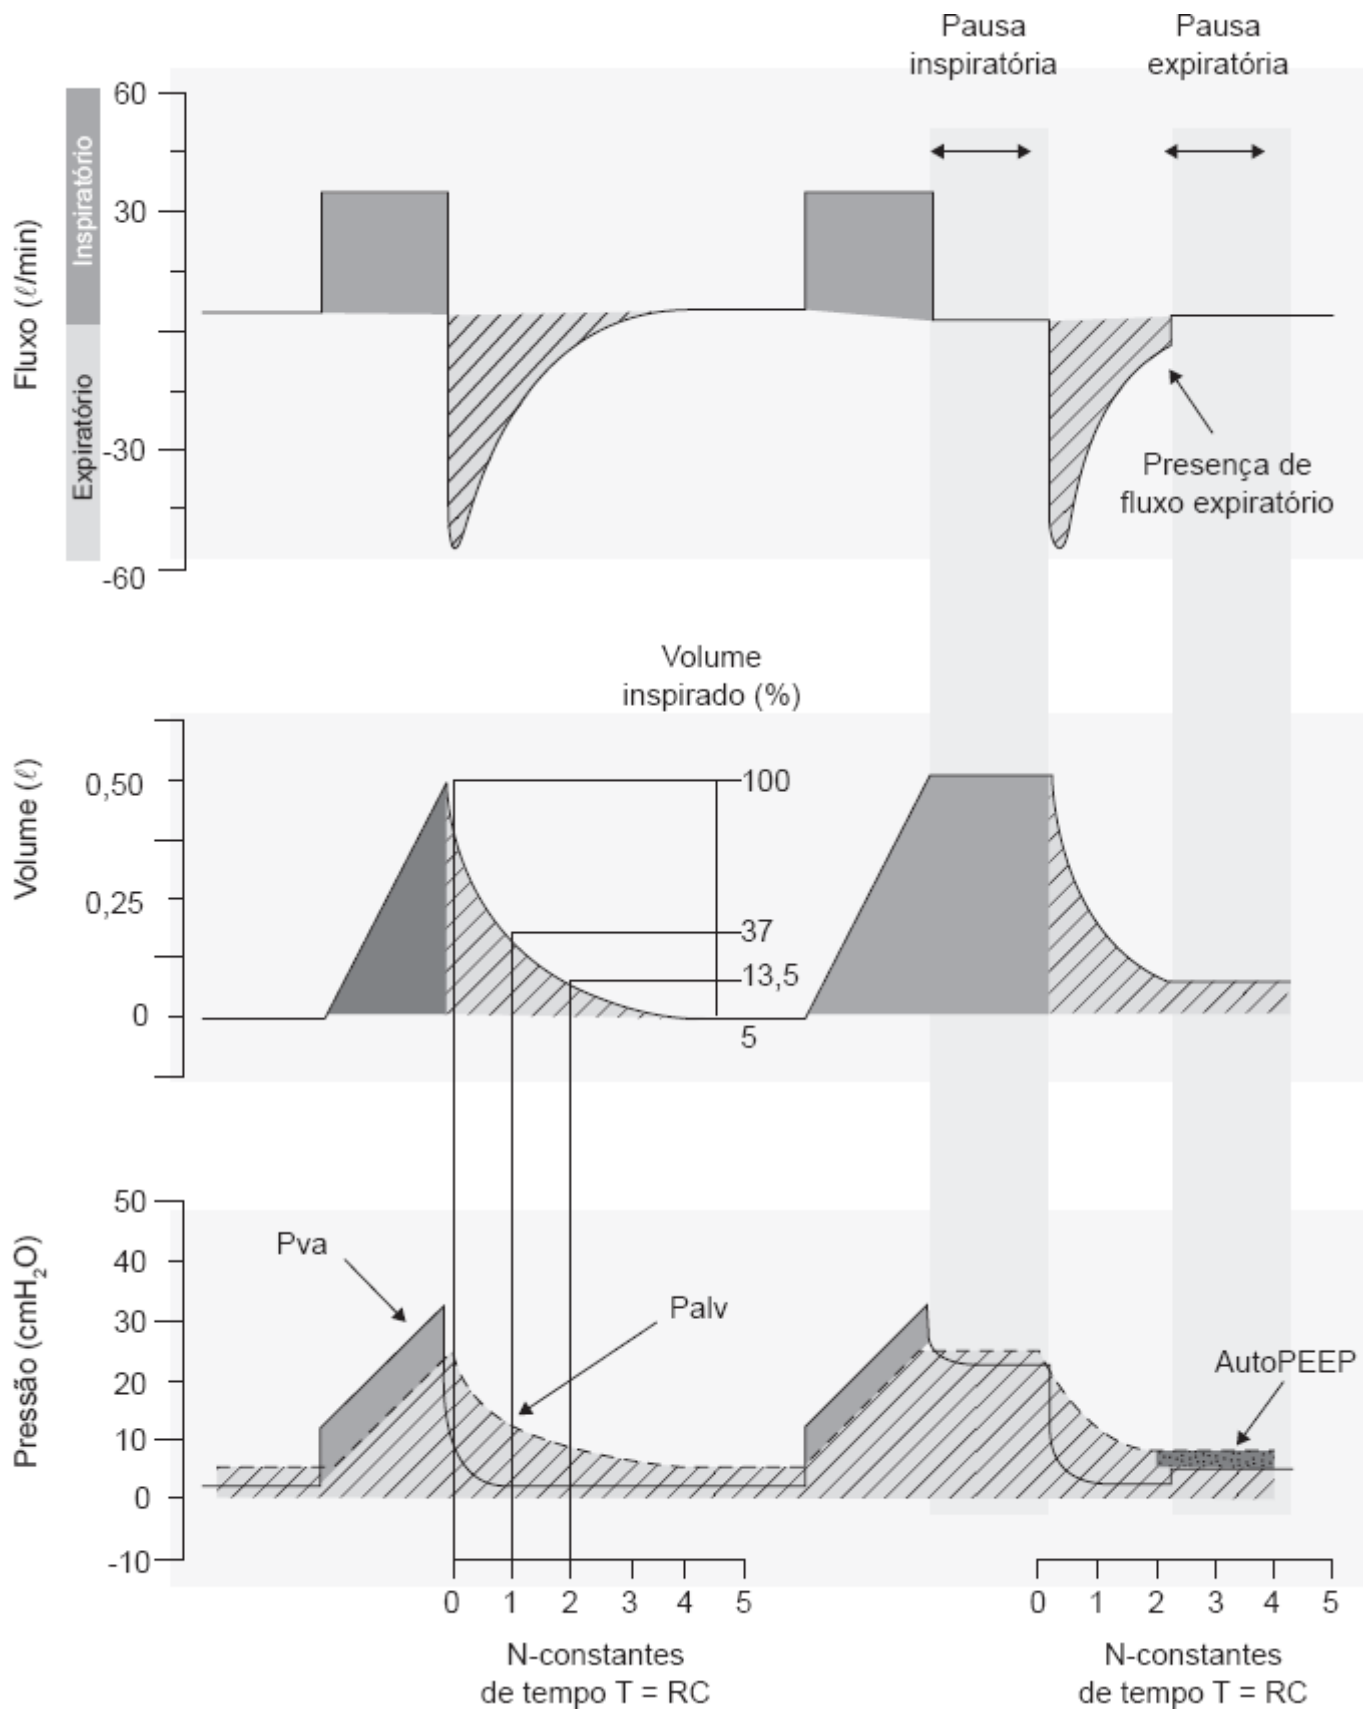 Pausa
inspiratória
Pausa
expiratória
Fluxo (ℓ/min)
Inspiratório
Expiratório
60
30
-30
-60
Presença de
fluxo expiratório
Volume
inspirado (%)
Volume (ℓ)
0,50
0,25
0
100
37
13,5
5
Pressão (cmH₂O)
50
40
30
20
10
0
-10
Pva
Palv
AutoPEEP
0 1 2 3 4 5
N-constantes
de tempo T = RC
0 1 2 3 4 5
N-constantes
de tempo T = RC